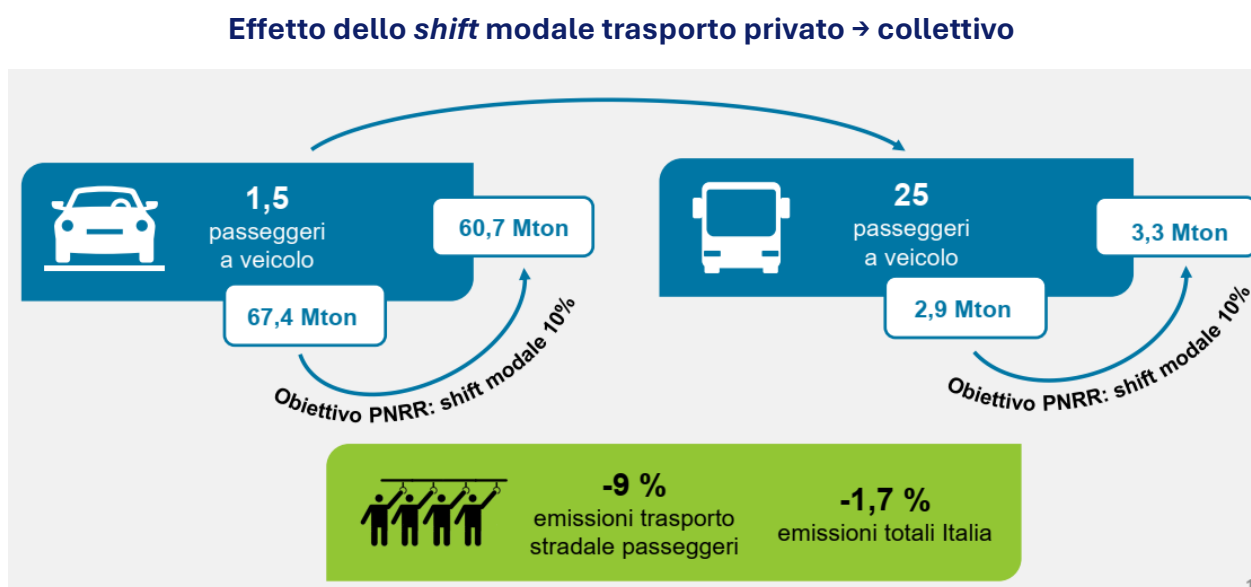 Effetto dello shift modale trasporto privato → collettivo
1,5
passeggeri
a veicolo
60,7 Mton
67,4 Mton
Obiettivo PNRR: shift modale 10%
25
passeggeri
a veicolo
3,3 Mton
2,9 Mton
Obiettivo PNRR: shift modale 10%
-9 %
emissioni trasporto
stradale passeggeri
-1,7 %
emissioni totali Italia